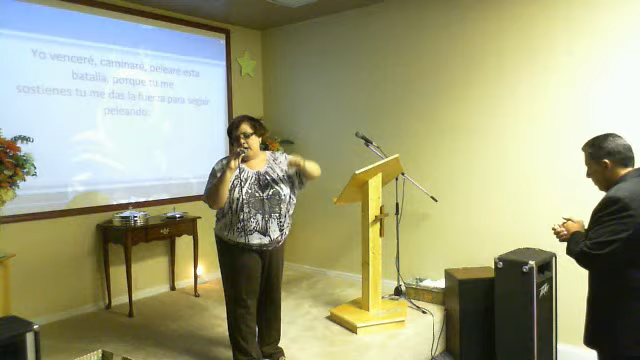 Yo venceré, caminaré, pelearé esta
batalla, porque tu me
sostienes tu me das la fuerza para seguir
peleando.